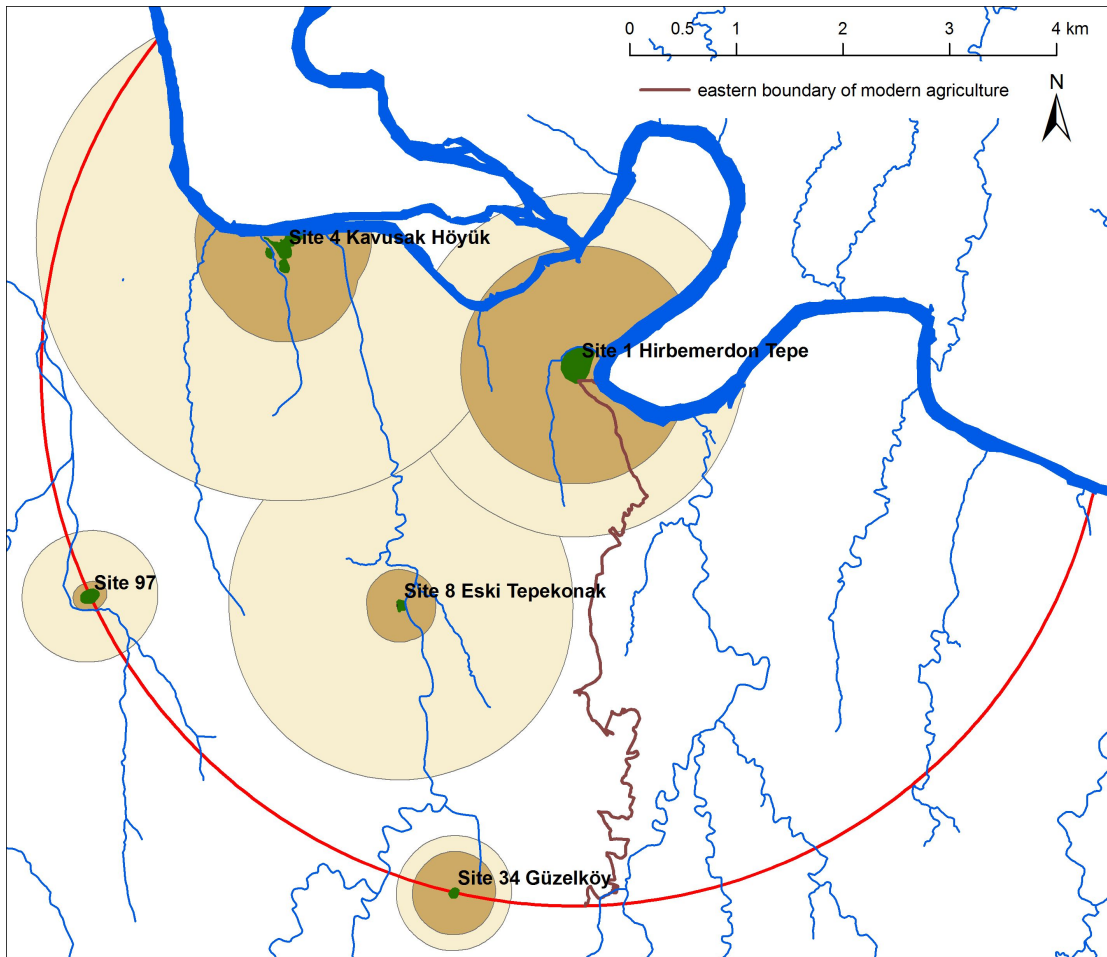 0 0.5 1 2 3 4 km
eastern boundary of modern agriculture
N
Site 4 Kavusak Höyük
Site 1 Hirbemerdon Tepe
Site 97
Site 8 Eski Tepekonak
Site 34 Güzelköy